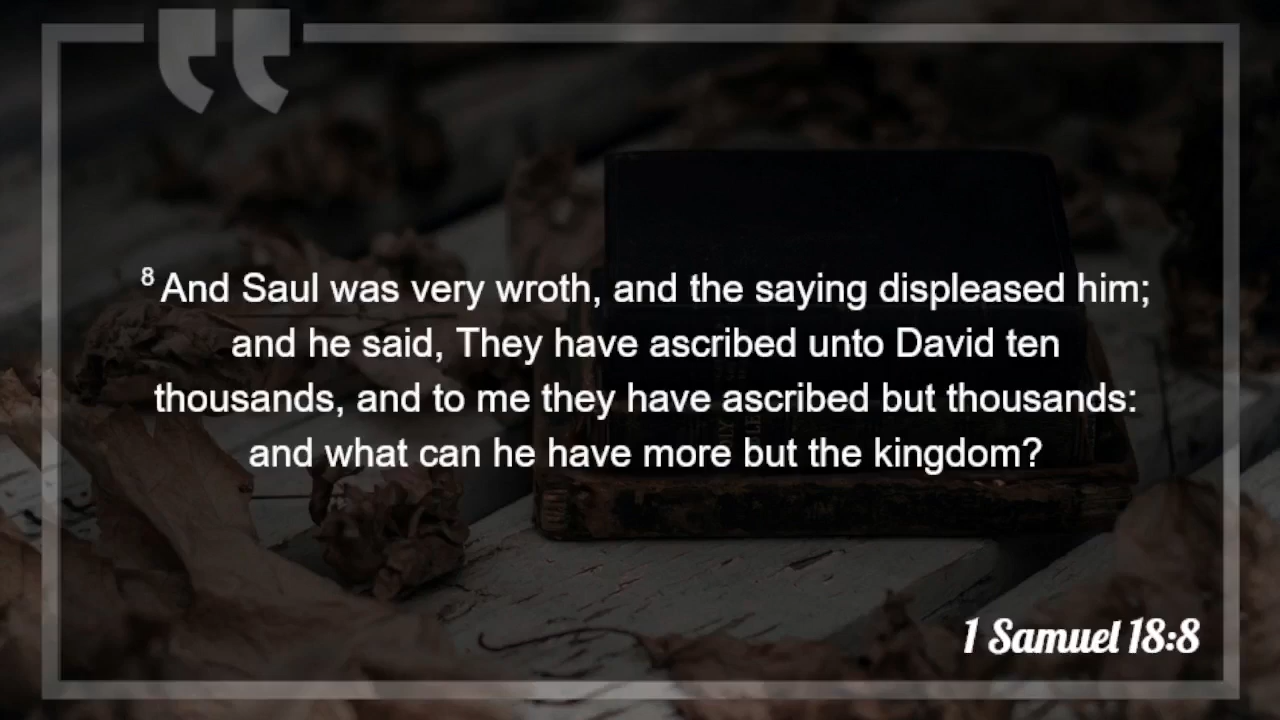 8 And Saul was very wroth, and the saying displeased him;
and he said, They have ascribed unto David ten
thousands, and to me they have ascribed but thousands:
and what can he have more but the kingdom?
1 Samuel 18:8